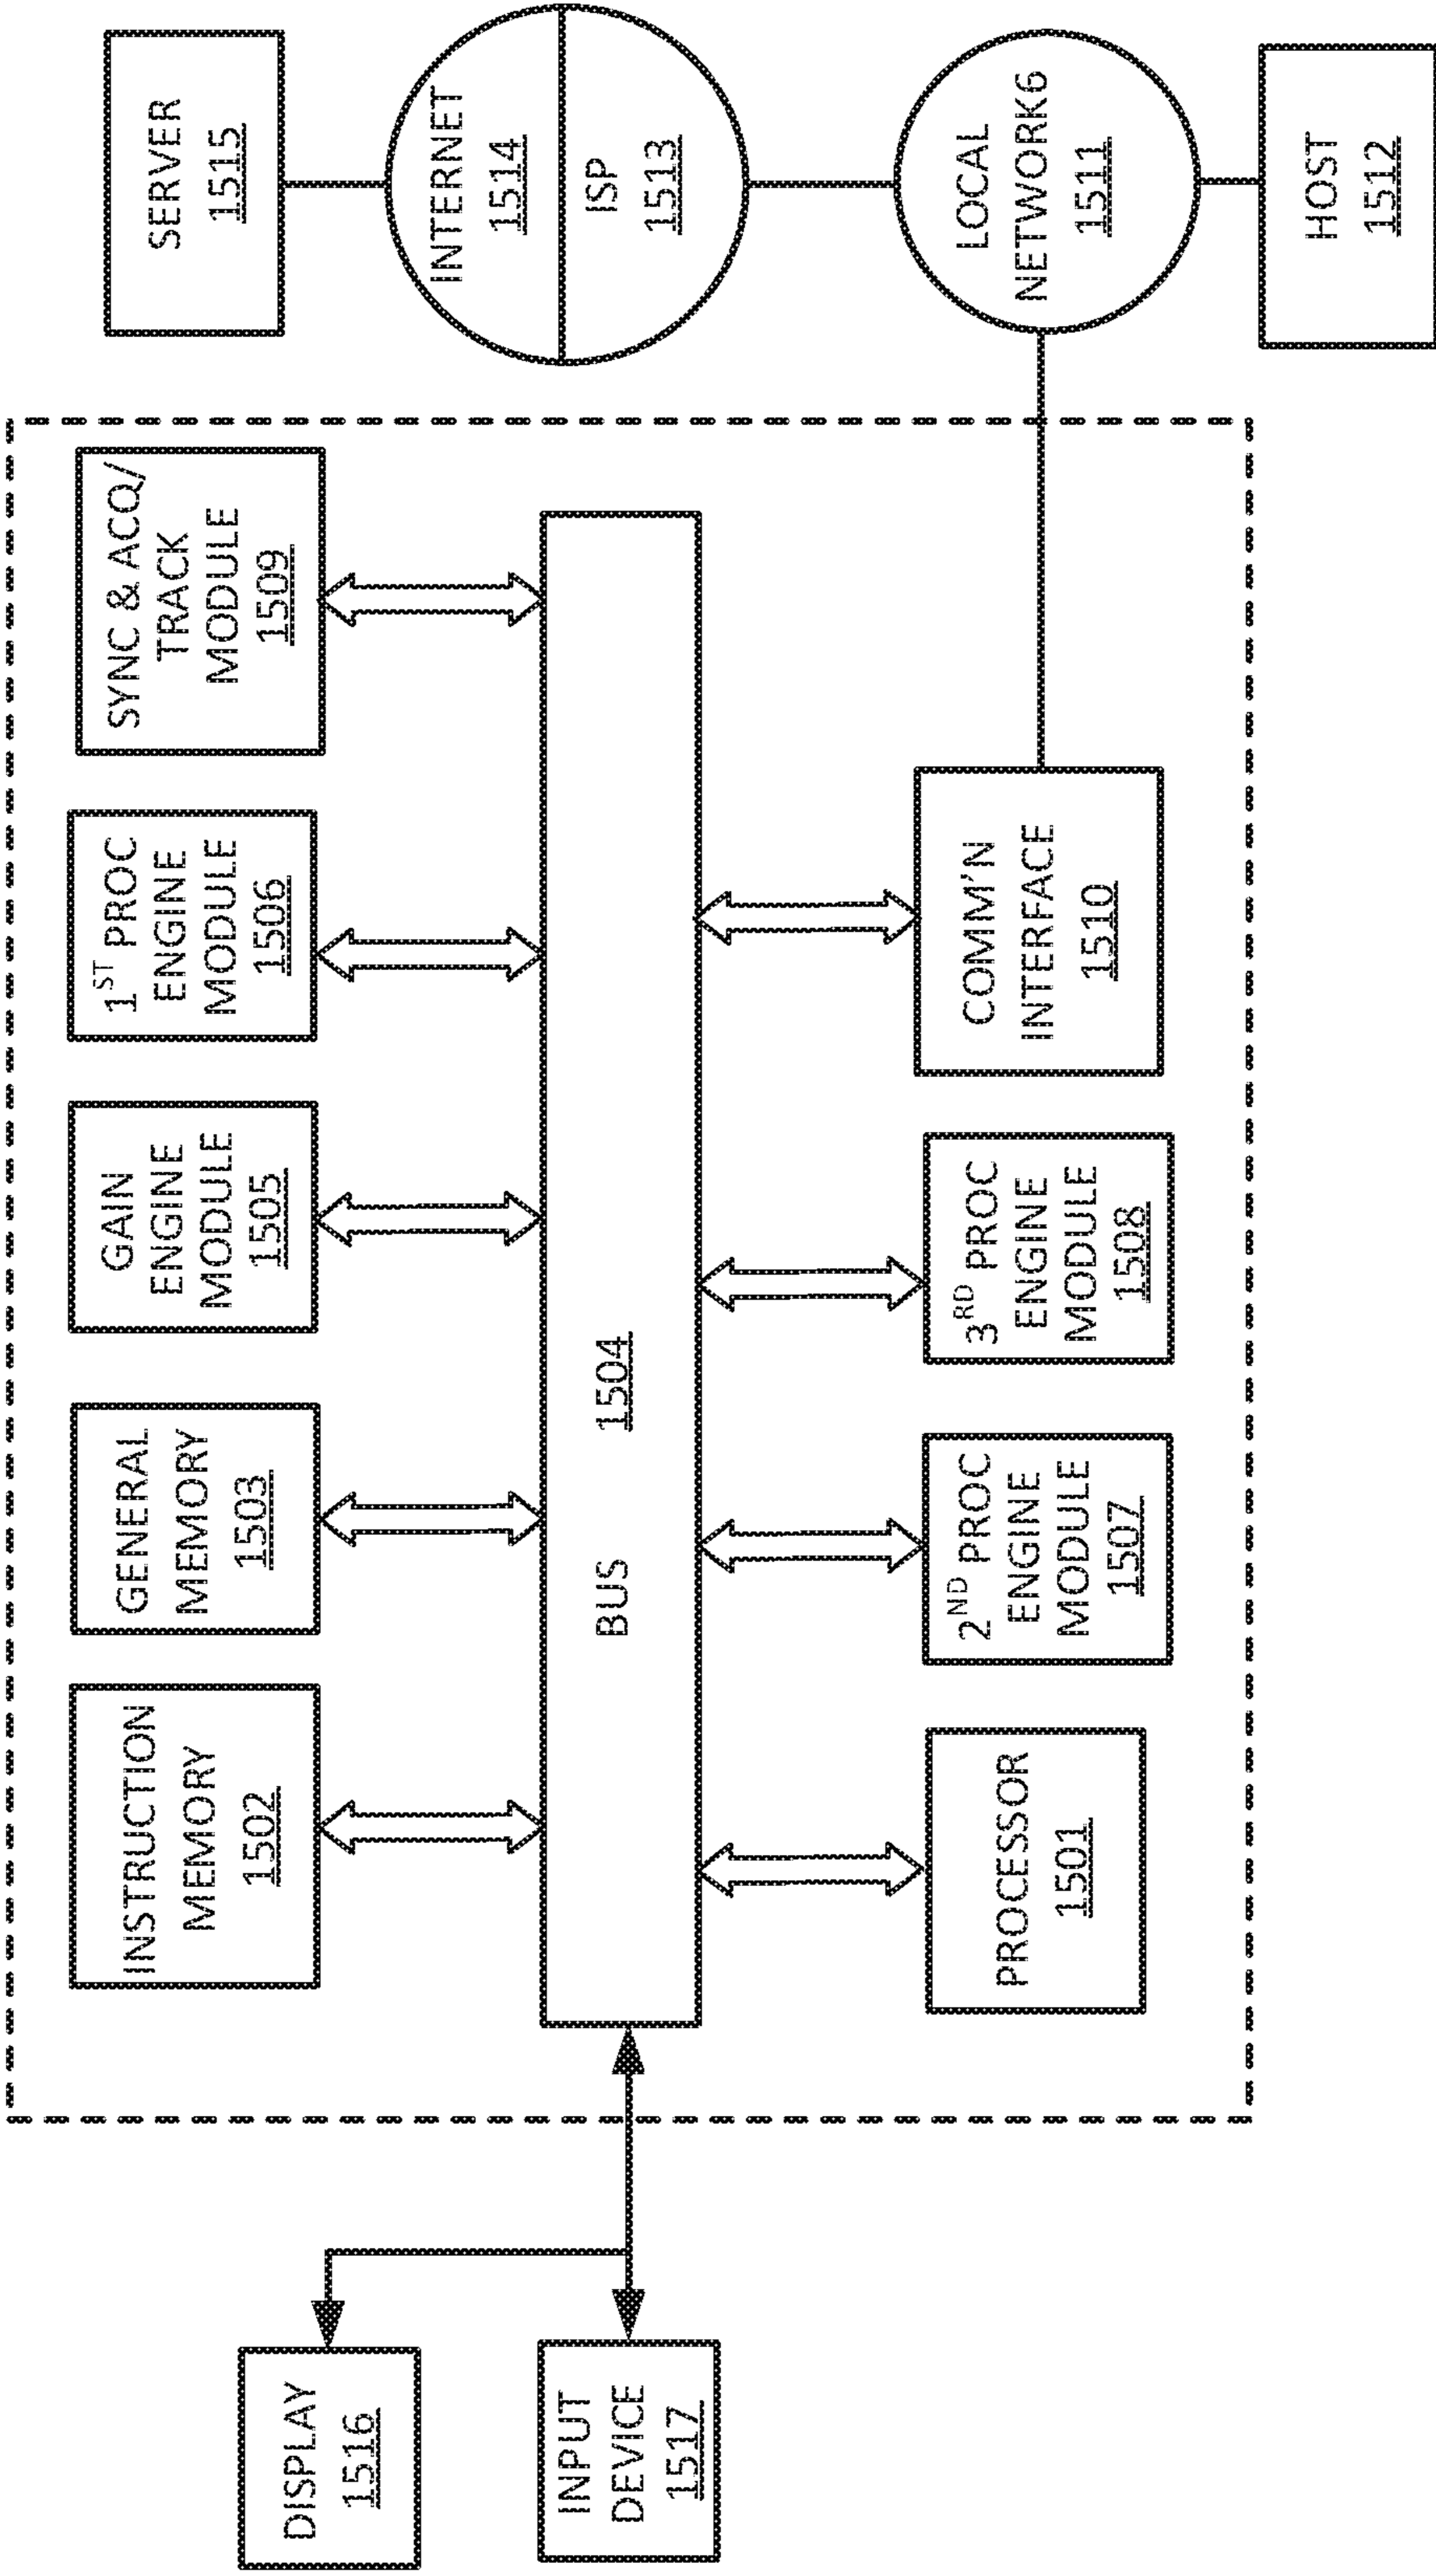 INSTRUCTION
MEMORY
1502
GENERAL
MEMORY
1503
GAIN
ENGINE
MODULE
1505
1ST PROC
ENGINE
MODULE
1506
SYNC & ACQ/
TRACK
MODULE
1509
SERVER
1515
DISPLAY
1516
INPUT
DEVICE
1517
BUS 1504
INTERNET
1514
ISP
1513
PROCESSOR
1501
2ND PROC
ENGINE
MODULE
1507
3RD PROC
ENGINE
MODULE
1508
COMM'N
INTERFACE
1510
LOCAL
NETWORK6
1511
HOST
1512